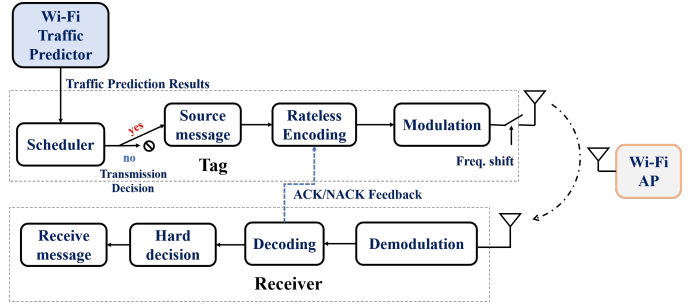 Wi-Fi
Traffic
Predictor
Traffic Prediction Results
Scheduler
yes
no
Transmission
Decision
Source
message
Rateless
Encoding
Modulation
Freq. shift
Tag
Wi-Fi
AP
ACK/NACK Feedback
Receive
message
Hard
decision
Decoding
Demodulation
Receiver